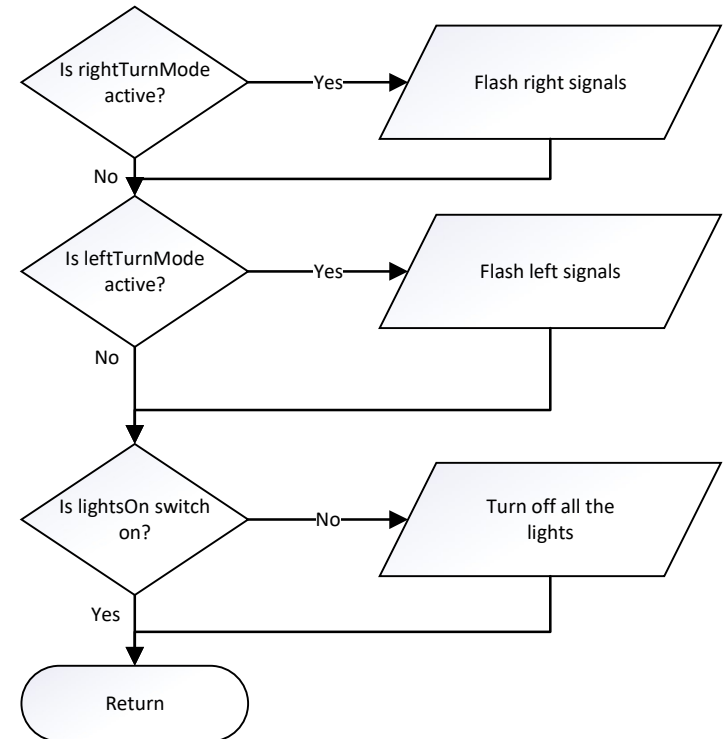 Is rightTurnMode
active?
Yes
Flash right signals
No
Is leftTurnMode
active?
Yes
Flash left signals
No
Is lightsOn switch
on?
No
Turn off all the
lights
Yes
Return